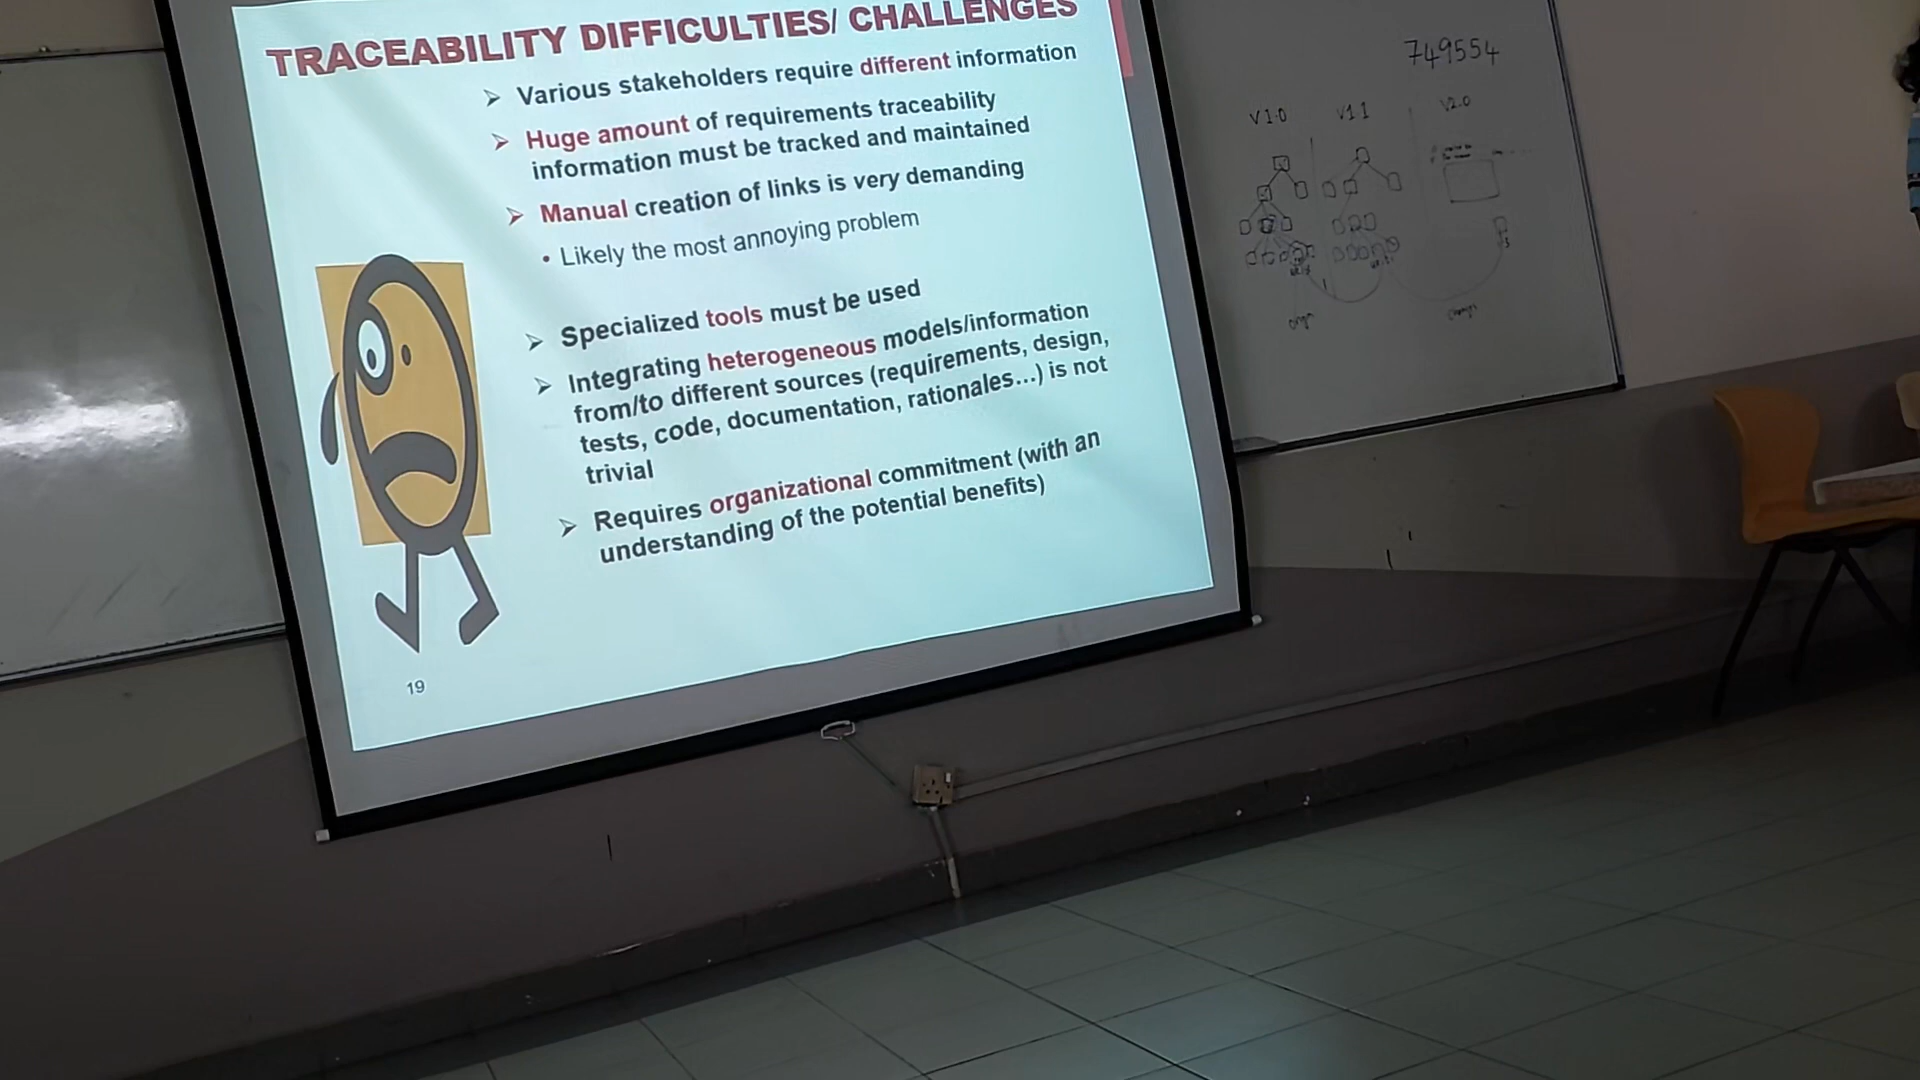 TRACEABILITY DIFFICULTIES/ CHALLENGES
➢ Various stakeholders require different information
➢ Huge amount of requirements traceability
information must be tracked and maintained
➢ Manual creation of links is very demanding
• Likely the most annoying problem
➢ Specialized tools must be used
➢ Integrating heterogeneous models/information
from/to different sources (requirements, design,
tests, code, documentation, rationales...) is not
trivial
➢ Requires organizational commitment (with an
understanding of the potential benefits)
19
749554
V1.0 V1.1 V2.0